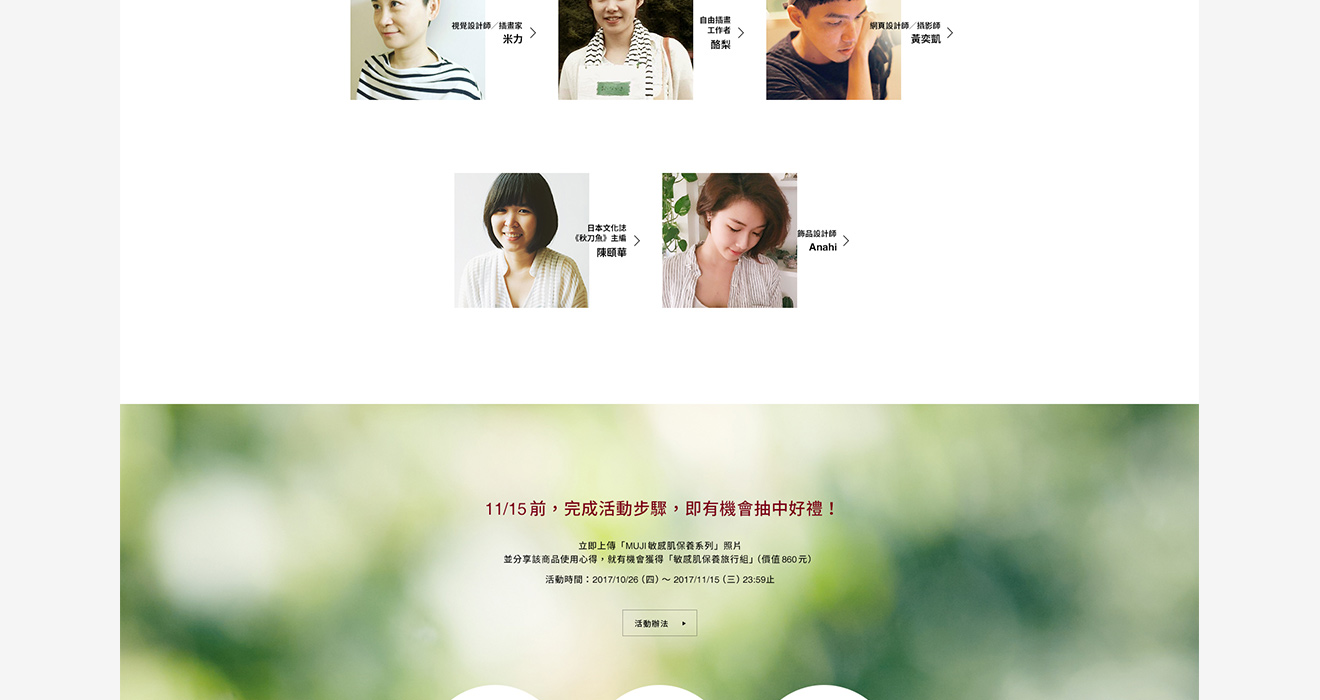 視覺設計師／插畫家
米力
自由插畫
工作者
酪梨
網頁設計師／攝影師
黃奕凱
日本文化誌
《秋刀魚》主編
陳頤華
飾品設計師
Anahi
11/15 前，完成活動步驟，即有機會抽中好禮！
立即上傳「MUJI 敏感肌保養系列」照片
並分享該商品使用心得，就有機會獲得「敏感肌保養旅行組」（價值 860 元）
活動時間：2017/10/26（四）～ 2017/11/15（三）23:59止
活動辦法